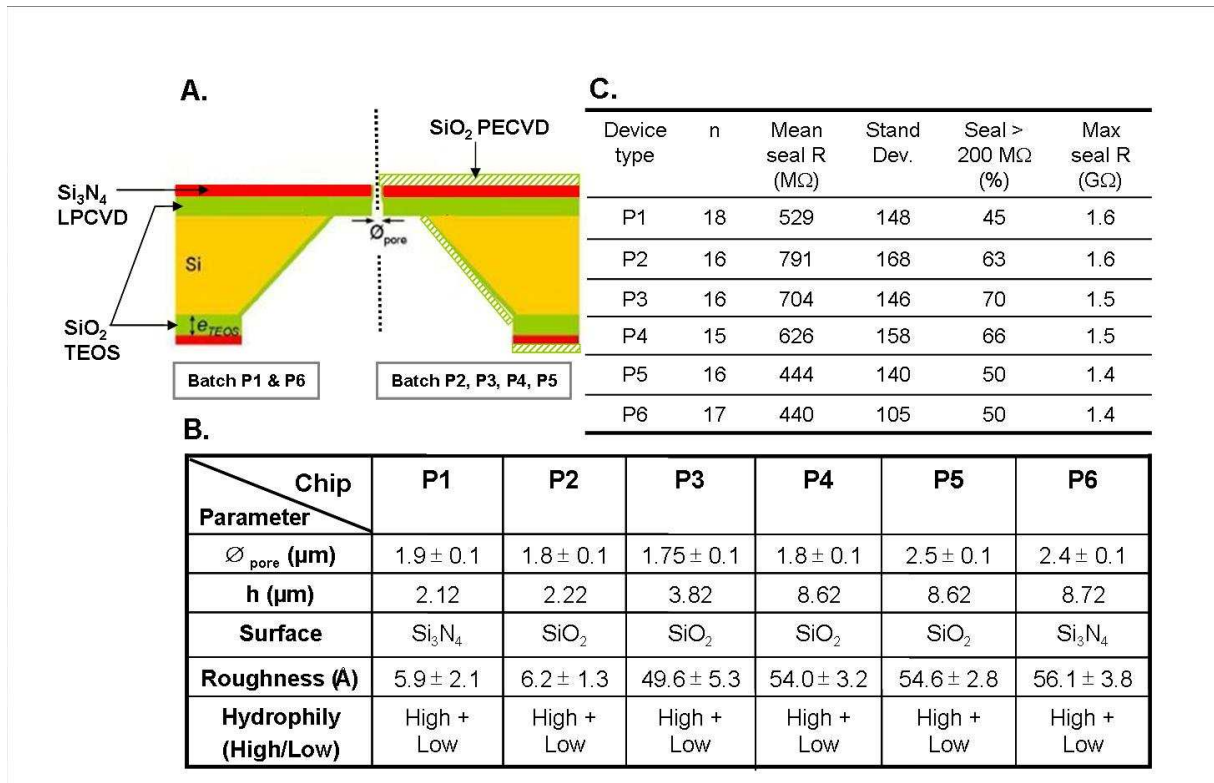 A.
SiO₂ PECVD
Si₃N₄
LPCVD
Ø pore
Si
e TEOS
SiO₂
TEOS
Batch P1 & P6
Batch P2, P3, P4, P5
C.
Device type n Mean seal R (MΩ) Stand Dev. Seal > 200 MΩ (%) Max seal R (GΩ)
P1 18 529 148 45 1.6
P2 16 791 168 63 1.6
P3 16 704 146 70 1.5
P4 15 626 158 66 1.5
P5 16 444 140 50 1.4
P6 17 440 105 50 1.4
B.
Chip Parameter P1 P2 P3 P4 P5 P6
Ø pore (µm) 1.9 ± 0.1 1.8 ± 0.1 1.75 ± 0.1 1.8 ± 0.1 2.5 ± 0.1 2.4 ± 0.1
h (µm) 2.12 2.22 3.82 8.62 8.62 8.72
Surface Si₃N₄ SiO₂ SiO₂ SiO₂ SiO₂ Si₃N₄
Roughness (Å) 5.9 ± 2.1 6.2 ± 1.3 49.6 ± 5.3 54.0 ± 3.2 54.6 ± 2.8 56.1 ± 3.8
Hydrophily (High/Low) High + Low High + Low High + Low High + Low High + Low High + Low